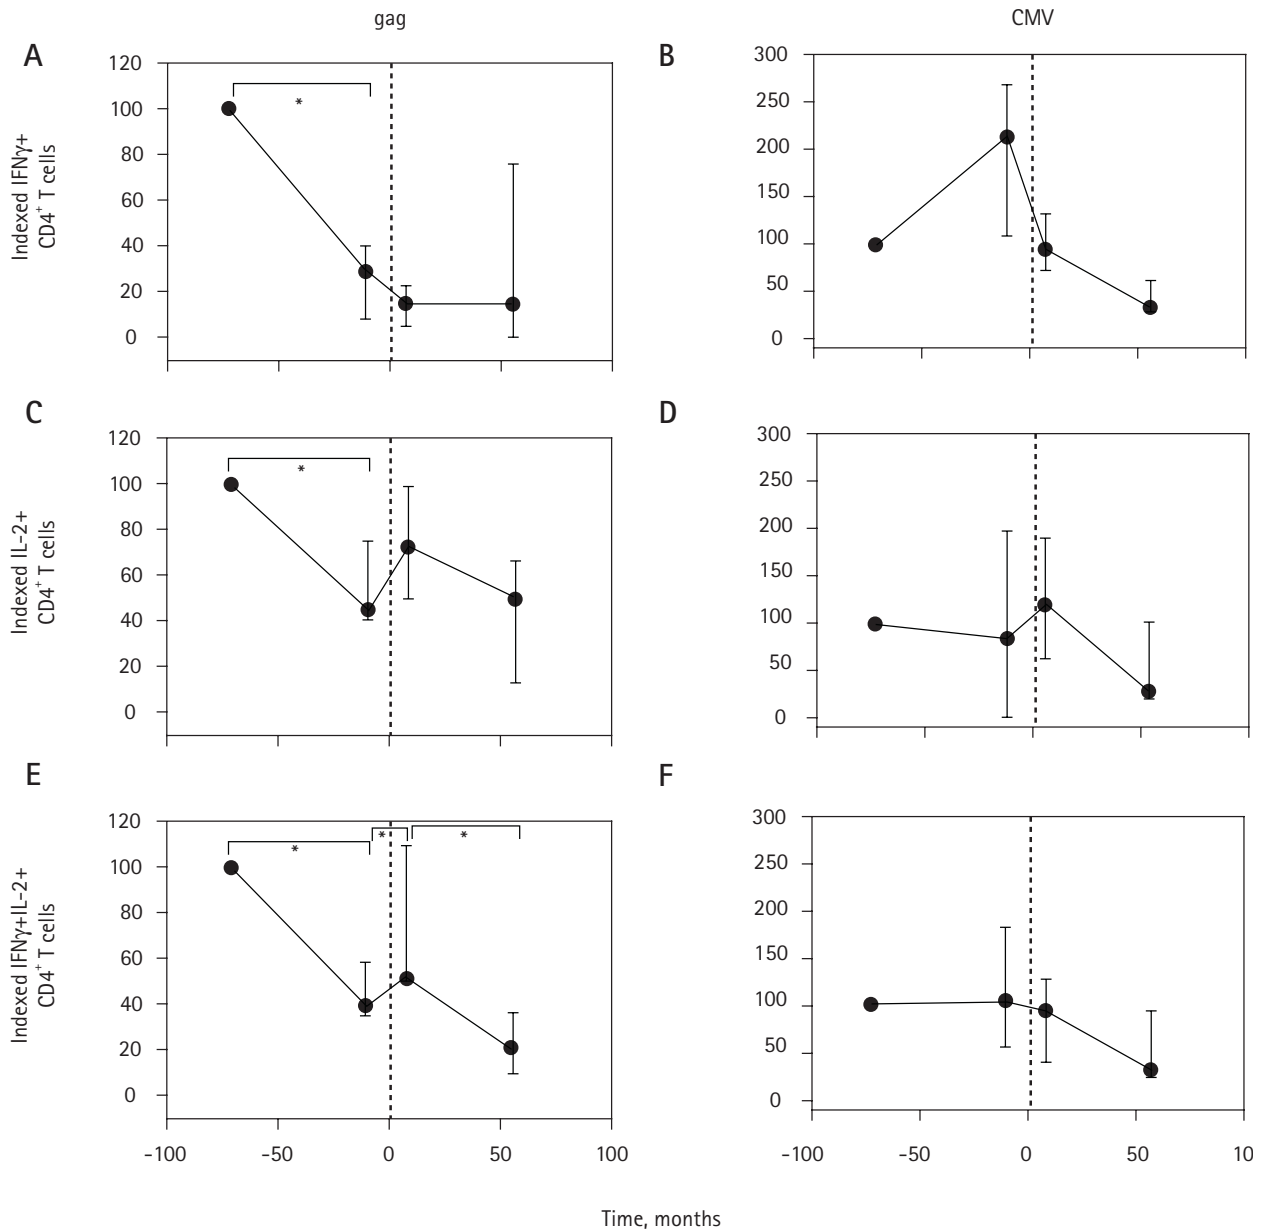 gag
CMV
A
B
120
100
80
60
40
20
0
*
Indexed IFNγ+
CD4⁺ T cells
300
250
200
150
100
50
0
C
D
120
100
80
60
40
20
0
*
Indexed IL-2+
CD4⁺ T cells
300
250
200
150
100
50
0
E
F
120
100
80
60
40
20
0
* * *
Indexed IFNγ+IL-2+
CD4⁺ T cells
300
250
200
150
100
50
0
-100 -50 0 50 100
-100 -50 0 50 10
Time, months